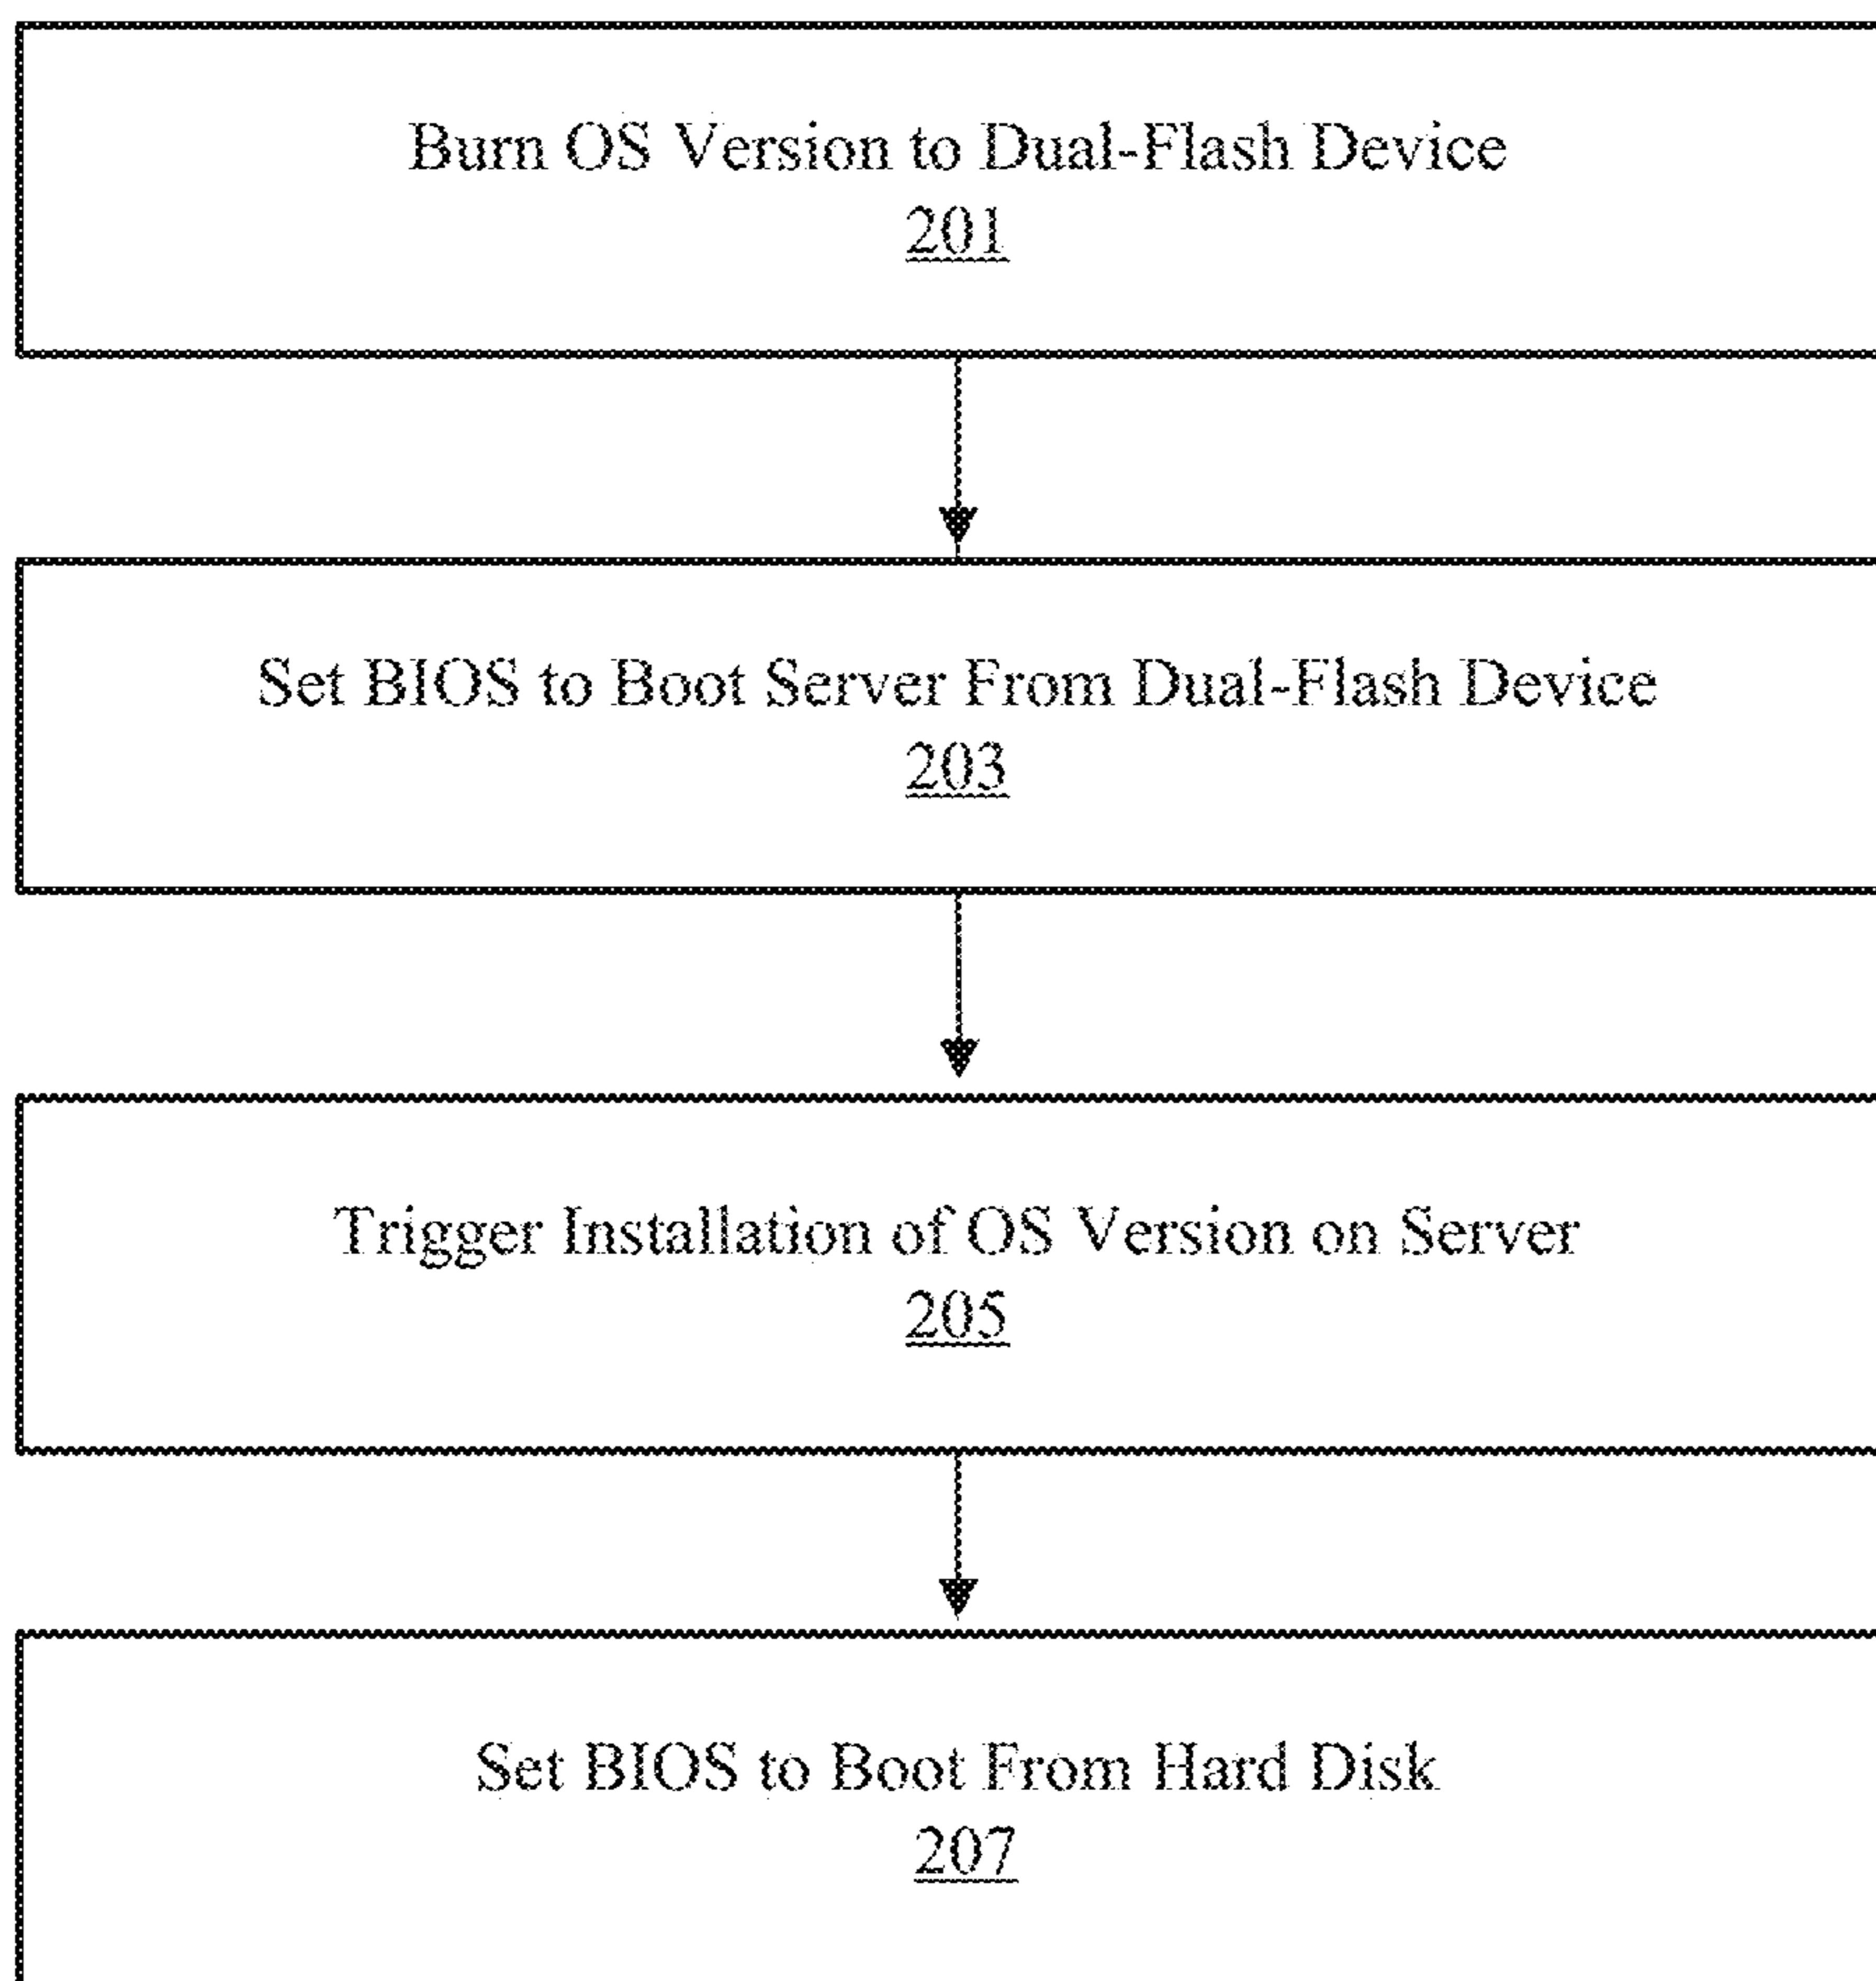 Burn OS Version to Dual-Flash Device
201
Set BIOS to Boot Server From Dual-Flash Device
203
Trigger Installation of OS Version on Server
205
Set BIOS to Boot From Hard Disk
207